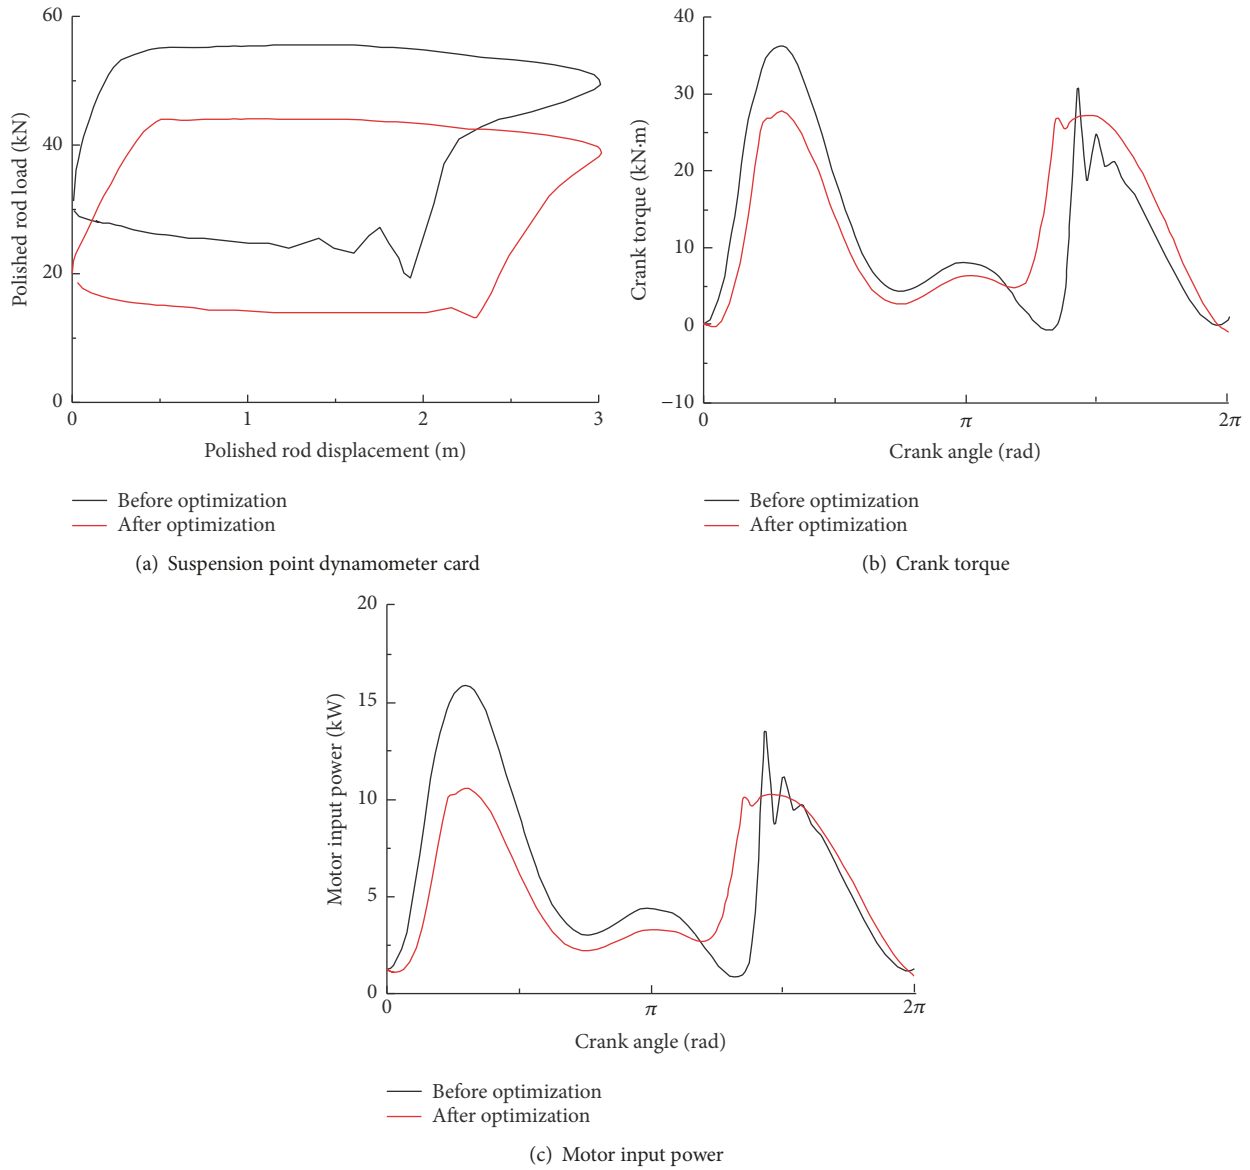 60
40
20
0
Polished rod load (kN)
0
1
2
3
Polished rod displacement (m)
Before optimization
After optimization
(a) Suspension point dynamometer card
40
30
20
10
0
−10
Crank torque (kN·m)
0
π
2π
Crank angle (rad)
Before optimization
After optimization
(b) Crank torque
20
15
10
5
0
Motor input power (kW)
0
π
2π
Crank angle (rad)
Before optimization
After optimization
(c) Motor input power